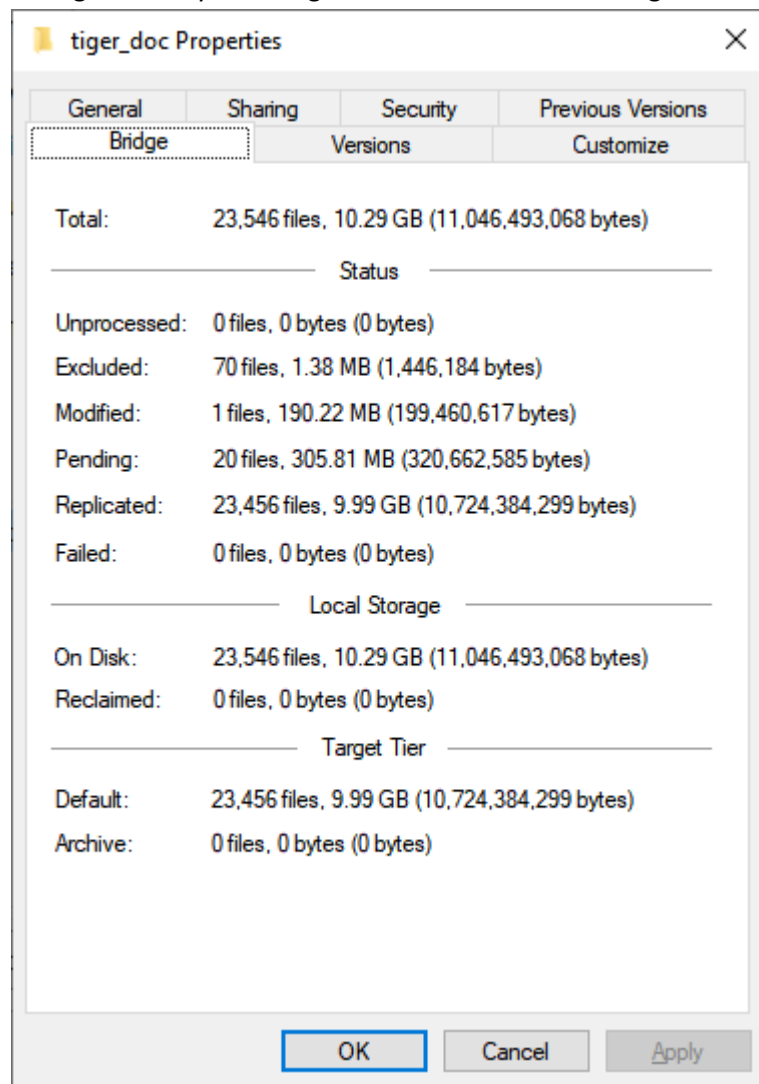 tiger_doc Properties
General Sharing Security Previous Versions
Bridge Versions Customize
Total: 23,546 files, 10.29 GB (11,046,493,068 bytes)
Status
Unprocessed: 0 files, 0 bytes (0 bytes)
Excluded: 70 files, 1.38 MB (1,446,184 bytes)
Modified: 1 files, 190.22 MB (199,460,617 bytes)
Pending: 20 files, 305.81 MB (320,662,585 bytes)
Replicated: 23,456 files, 9.99 GB (10,724,384,299 bytes)
Failed: 0 files, 0 bytes (0 bytes)
Local Storage
On Disk: 23,546 files, 10.29 GB (11,046,493,068 bytes)
Reclaimed: 0 files, 0 bytes (0 bytes)
Target Tier
Default: 23,456 files, 9.99 GB (10,724,384,299 bytes)
Archive: 0 files, 0 bytes (0 bytes)
OK Cancel Apply